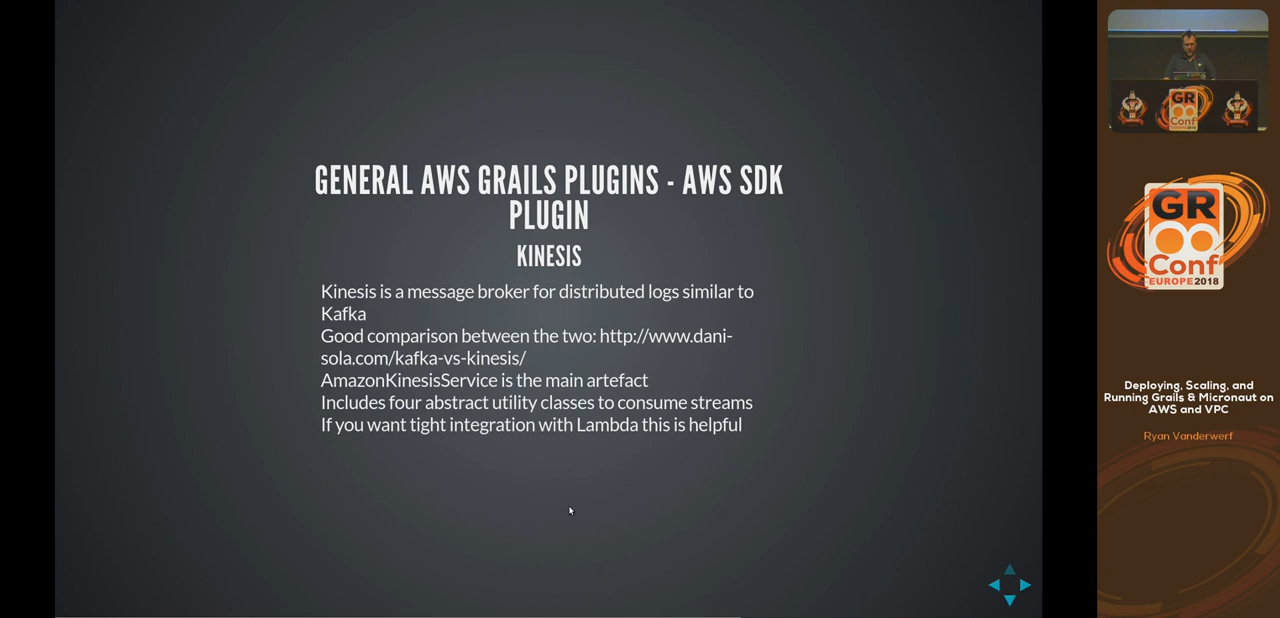 GENERAL AWS GRAILS PLUGINS - AWS SDK
PLUGIN
KINESIS
Kinesis is a message broker for distributed logs similar to
Kafka
Good comparison between the two: http://www.dani-
sola.com/kafka-vs-kinesis/
AmazonKinesisService is the main artefact
Includes four abstract utility classes to consume streams
If you want tight integration with Lambda this is helpful
GR
Conf
GR
Conf
EUROPE2018
Deploying, Scaling, and
Running Grails & Micronaut on
AWS and VPC
Ryan Vanderwerf